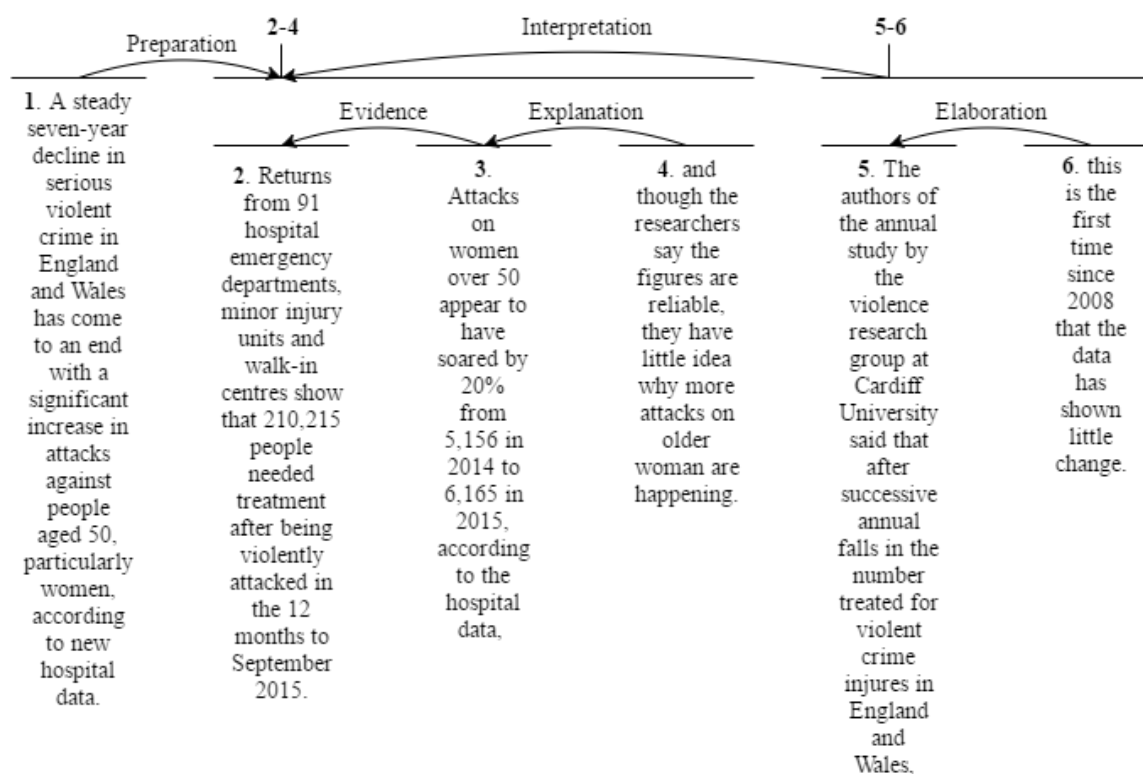 2-4
Interpretation
5-6
Preparation
Evidence
Explanation
Elaboration
1. A steady
seven-year
decline in
serious
violent
crime in
England
and Wales
has come
to an end
with a
significant
increase in
attacks
against
people
aged 50,
particularly
women,
according
to new
hospital
data.
2. Returns
from 91
hospital
emergency
departments,
minor injury
units and
walk-in
centres show
that 210,215
people
needed
treatment
after being
violently
attacked in
the 12
months to
September
2015.
3.
Attacks
on
women
over 50
appear to
have
soared by
20%
from
5,156 in
2014 to
6,165 in
2015,
according
to the
hospital
data,
4. and
though the
researchers
say the
figures are
reliable,
they have
little idea
why more
attacks on
older
woman are
happening.
5. The
authors of
the annual
study by
the
violence
research
group at
Cardiff
University
said that
after
successive
annual
falls in the
number
treated for
violent
crime
injures in
England
and
Wales,
6. this
is the
first
time
since
2008
that the
data
has
shown
little
change.